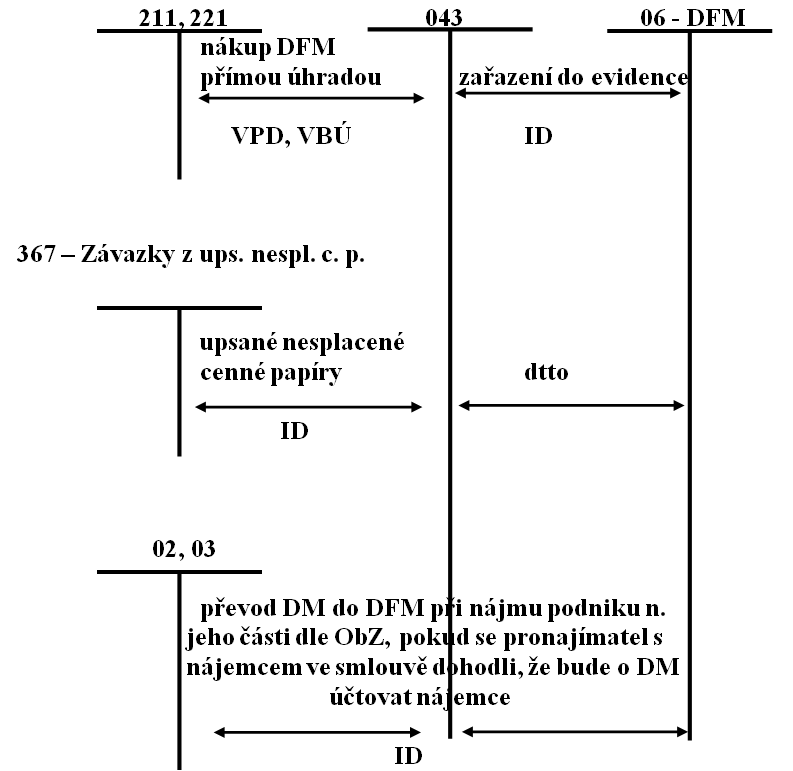 211, 221
043
06 - DFM
nákup DFM
přímou úhradou
zařazení do evidence
VPD, VBÚ
ID
367 – Závazky z ups. nespl. c. p.
upsané nesplacené
cenné papíry
dtto
ID
02, 03
převod DM do DFM při nájmu podniku n.
jeho části dle ObZ, pokud se pronajímatel s
nájemcem ve smlouvě dohodli, že bude o DM
účtovat nájemce
ID